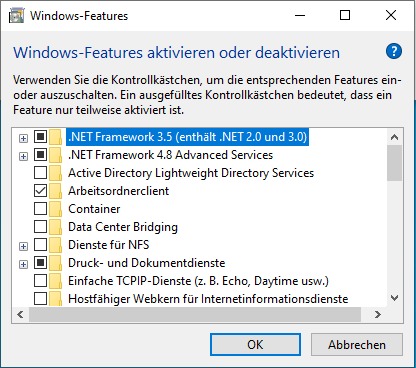 Windows-Features
Windows-Features aktivieren oder deaktivieren
Verwenden Sie die Kontrollkästchen, um die entsprechenden Features ein-
oder auszuschalten. Ein ausgefülltes Kontrollkästchen bedeutet, dass ein
Feature nur teilweise aktiviert ist.
.NET Framework 3.5 (enthält .NET 2.0 und 3.0)
.NET Framework 4.8 Advanced Services
Active Directory Lightweight Directory Services
Arbeitsordnerclient
Container
Data Center Bridging
Dienste für NFS
Druck- und Dokumentdienste
Einfache TCPIP-Dienste (z. B. Echo, Daytime usw.)
Hostfähiger Webkern für Internetinformationsdienste
OK
Abbrechen